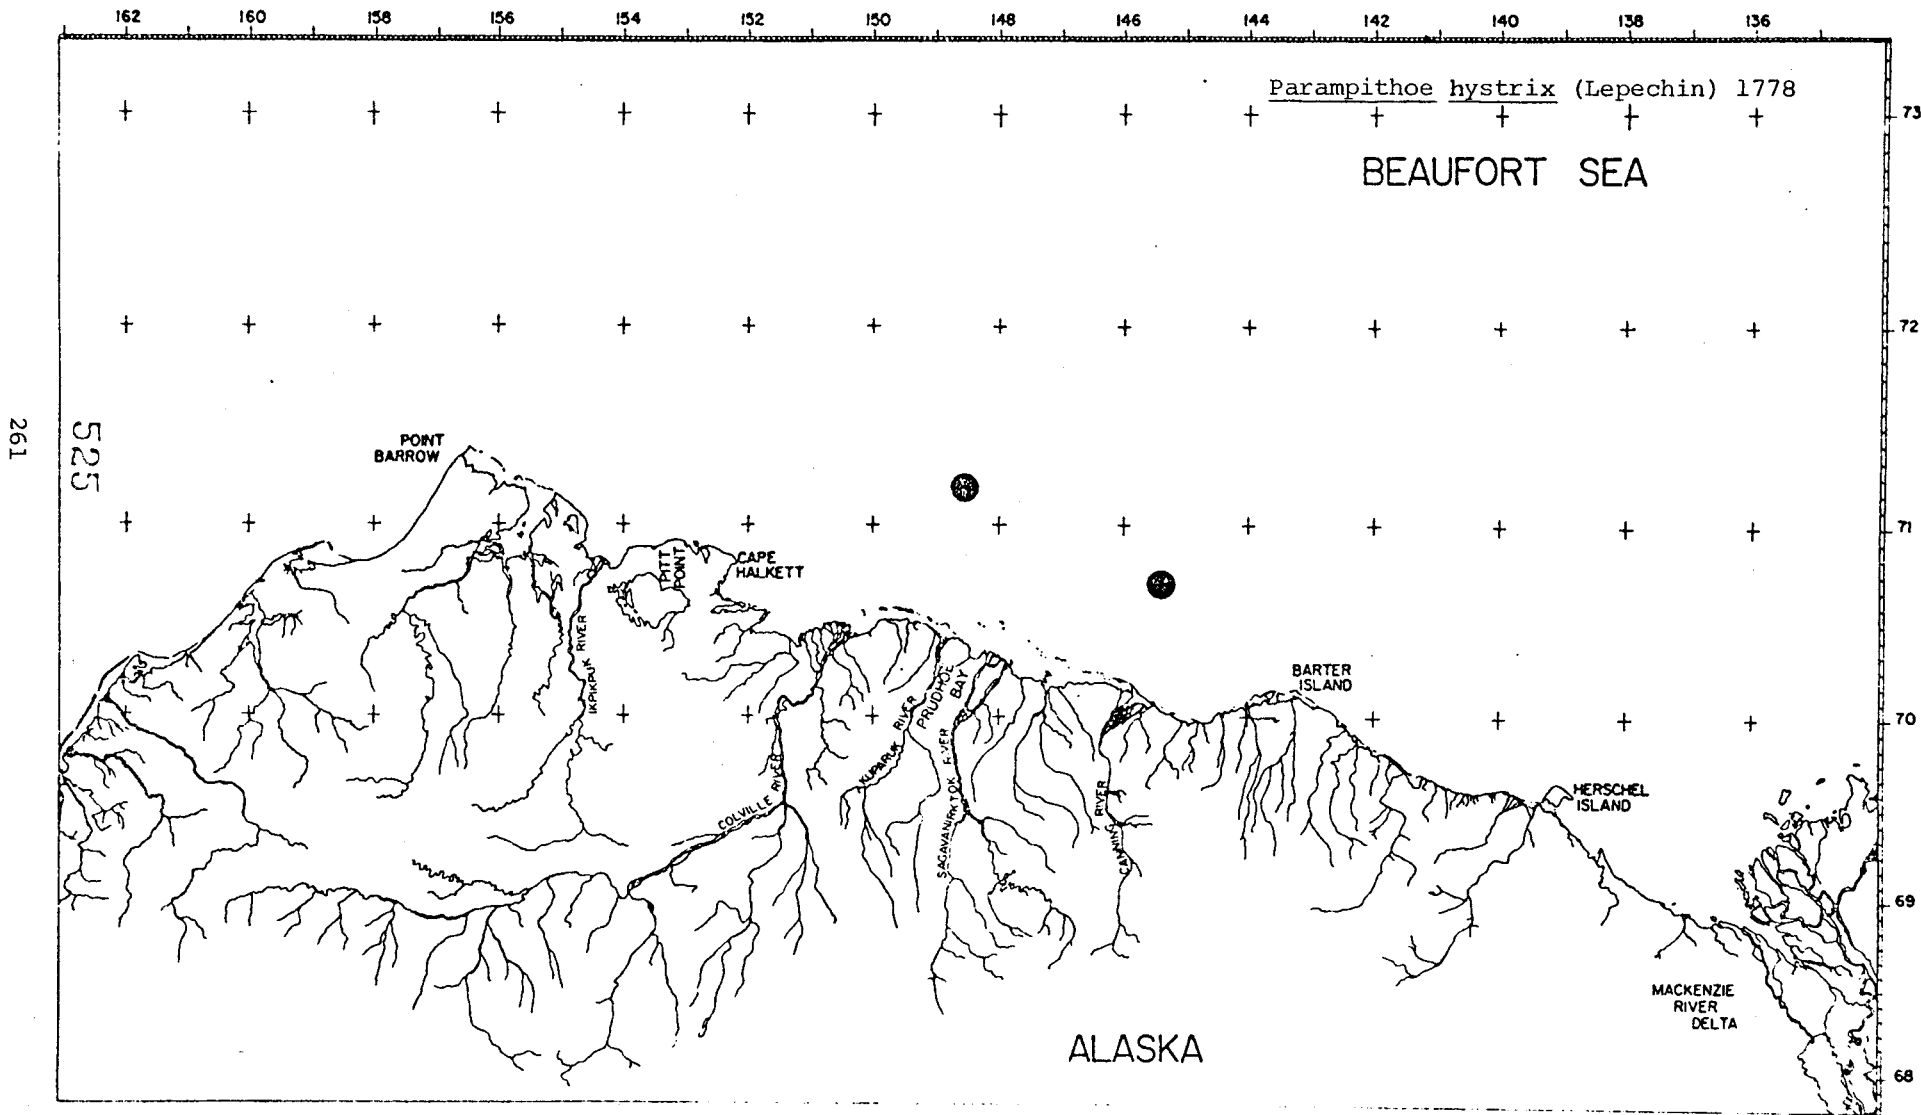 162 160 158 156 154 152 150 148 146 144 142 140 138 136
Parampithoe hystrix (Lepechin) 1778
73
BEAUFORT SEA
72
261
525
POINT
BARROW
71
PITT
POINT
CAPE
HALKETT
IKPIKPUK RIVER
BARTER
ISLAND
PRUDHOE
BAY
70
KUPARUK RIVER
COLVILLE RIVER
SAGAVANIRKTOK RIVER
CANNING RIVER
HERSCHEL
ISLAND
69
MACKENZIE
RIVER
DELTA
ALASKA
68